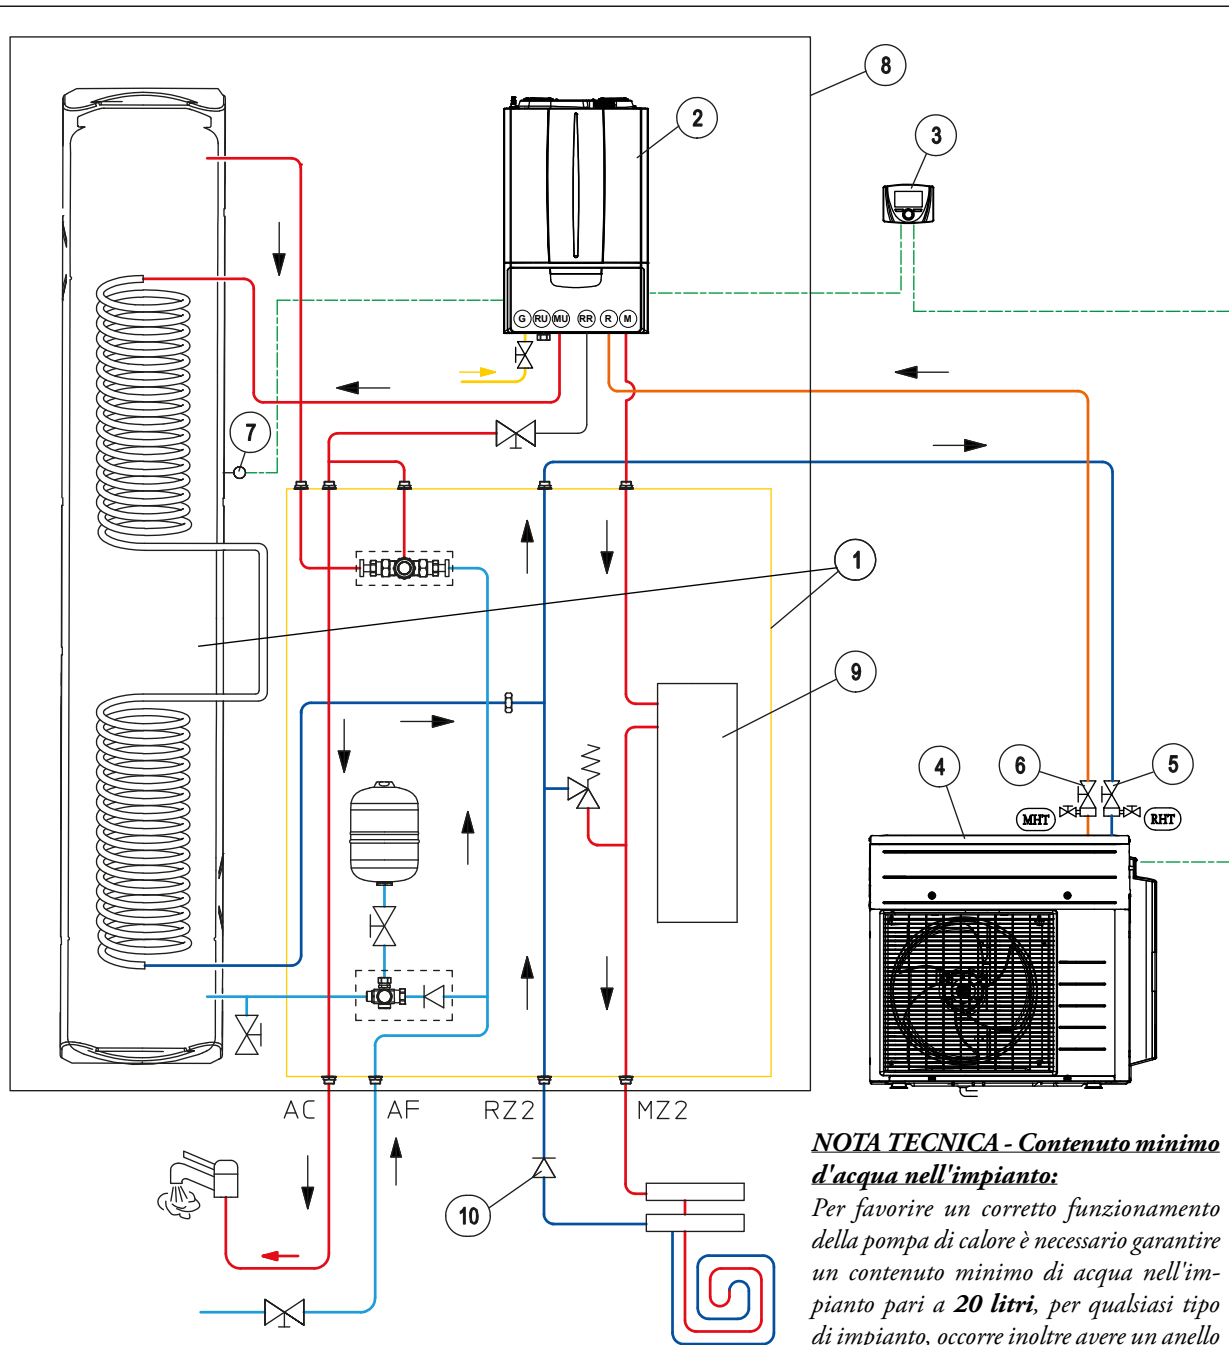 8
2
3
G RU MU RR R M
7
1
9
4
6
5
MHT
RHT
AC
AF
RZ2
MZ2
10
NOTA TECNICA - Contenuto minimo
d'acqua nell'impianto:
Per favorire un corretto funzionamento
della pompa di calore è necessario garantire
un contenuto minimo di acqua nell'im-
pianto pari a 20 litri, per qualsiasi tipo
di impianto, occorre inoltre avere un anello